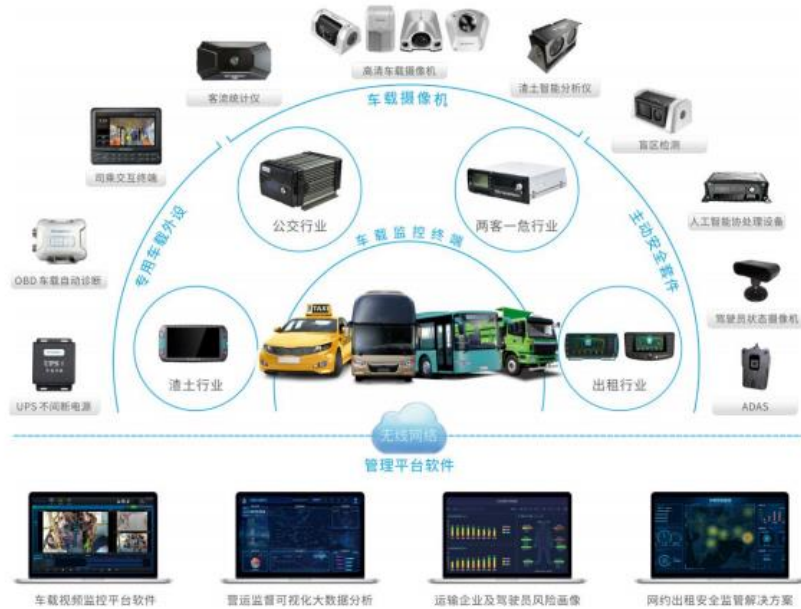 高清车载摄像机
客流统计仪
渣土智能分析仪
车载摄像机
司乘交互终端
盲区检测
公交行业
两客一危行业
人工智能协处理设备
专用车载外设
车载监控终端
主动安全套件
OBD 车载自动诊断
TAXI
驾驶员状态摄像机
渣土行业
出租行业
UPS
UPS 不间断电源
ADAS
无线网络
管理平台软件
车载视频监控平台软件
营运监督可视化大数据分析
运输企业及驾驶员风险画像
网约出租安全监管解决方案